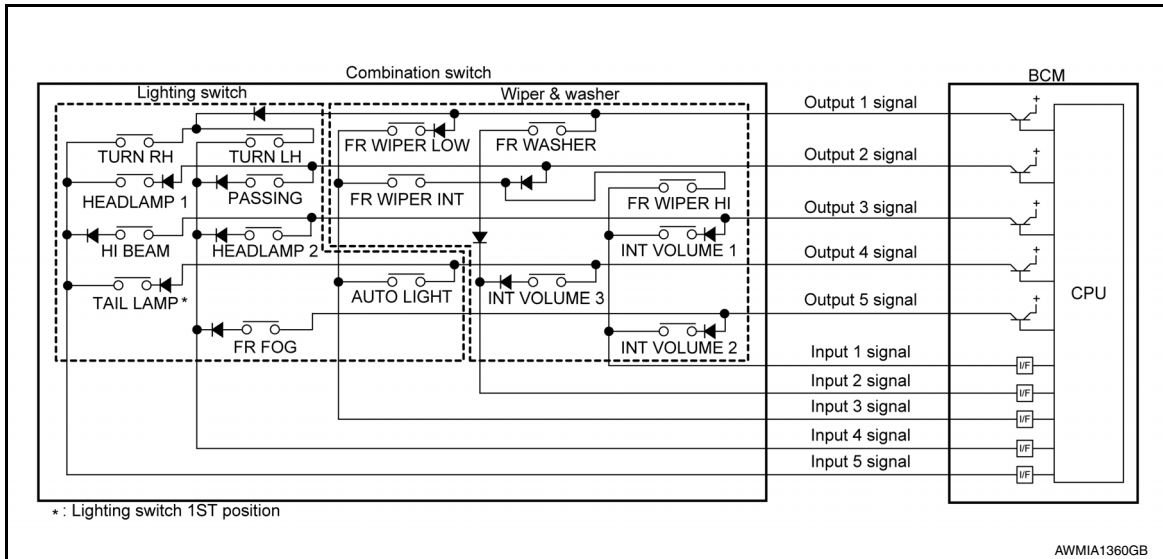 Combination switch
BCM
Lighting switch
Wiper & washer
Output 1 signal
+
TURN RH
TURN LH
FR WIPER LOW
FR WASHER
Output 2 signal
+
HEADLAMP 1
PASSING
FR WIPER INT
FR WIPER HI
Output 3 signal
+
HI BEAM
HEADLAMP 2
INT VOLUME 1
Output 4 signal
+
TAIL LAMP*
AUTO LIGHT
INT VOLUME 3
CPU
Output 5 signal
+
FR FOG
INT VOLUME 2
Input 1 signal
I/F
Input 2 signal
I/F
Input 3 signal
I/F
Input 4 signal
I/F
Input 5 signal
I/F
* : Lighting switch 1ST position
AWMIA1360GB